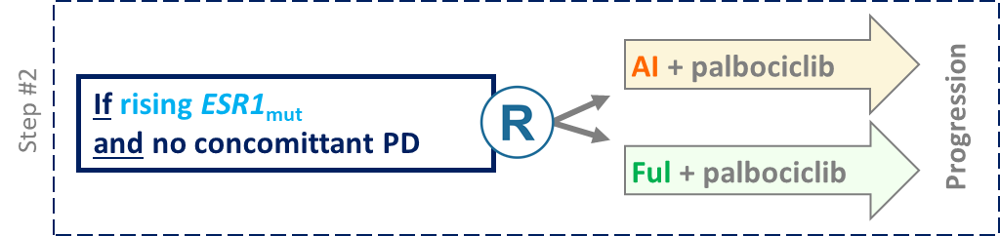 Step #2
If rising ESR1mut
and no concomittant PD
R
AI + palbociclib
Ful + palbociclib
Progression